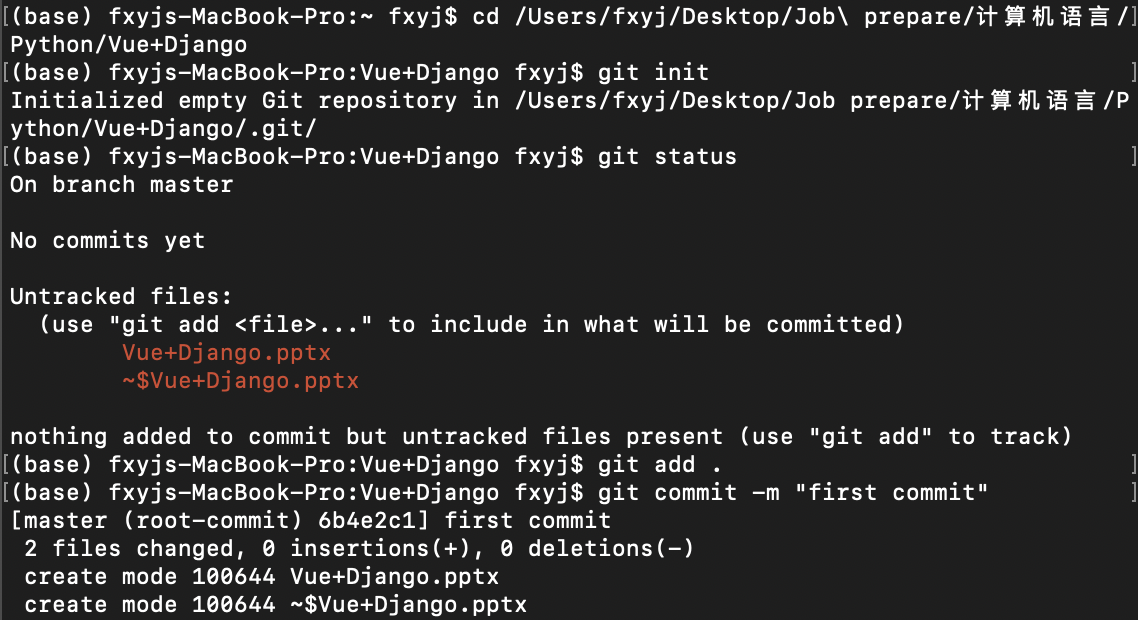 [(base) fxyjs-MacBook-Pro:~ fxyj$ cd /Users/fxyj/Desktop/Job\ prepare/计算机语言/]
Python/Vue+Django
[(base) fxyjs-MacBook-Pro:Vue+Django fxyj$ git init ]
Initialized empty Git repository in /Users/fxyj/Desktop/Job prepare/计算机语言/P
ython/Vue+Django/.git/
[(base) fxyjs-MacBook-Pro:Vue+Django fxyj$ git status ]
On branch master
No commits yet
Untracked files:
  (use "git add <file>..." to include in what will be committed)
        Vue+Django.pptx
        ~$Vue+Django.pptx
nothing added to commit but untracked files present (use "git add" to track)
[(base) fxyjs-MacBook-Pro:Vue+Django fxyj$ git add . ]
[(base) fxyjs-MacBook-Pro:Vue+Django fxyj$ git commit -m "first commit" ]
[master (root-commit) 6b4e2c1] first commit
 2 files changed, 0 insertions(+), 0 deletions(-)
 create mode 100644 Vue+Django.pptx
 create mode 100644 ~$Vue+Django.pptx